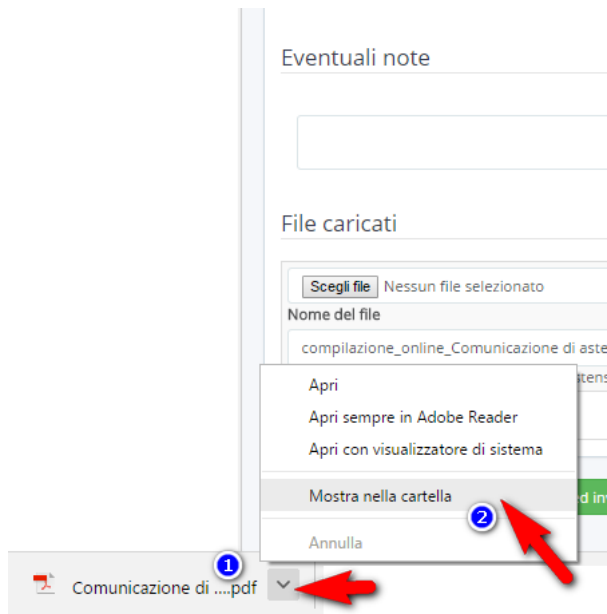 Eventuali note
File caricati
Scegli file Nessun file selezionato
Nome del file
compilazione_online_Comunicazione di aste
Apri
Apri sempre in Adobe Reader
Apri con visualizzatore di sistema
Mostra nella cartella
2
Annulla
1
Comunicazione di ....pdf